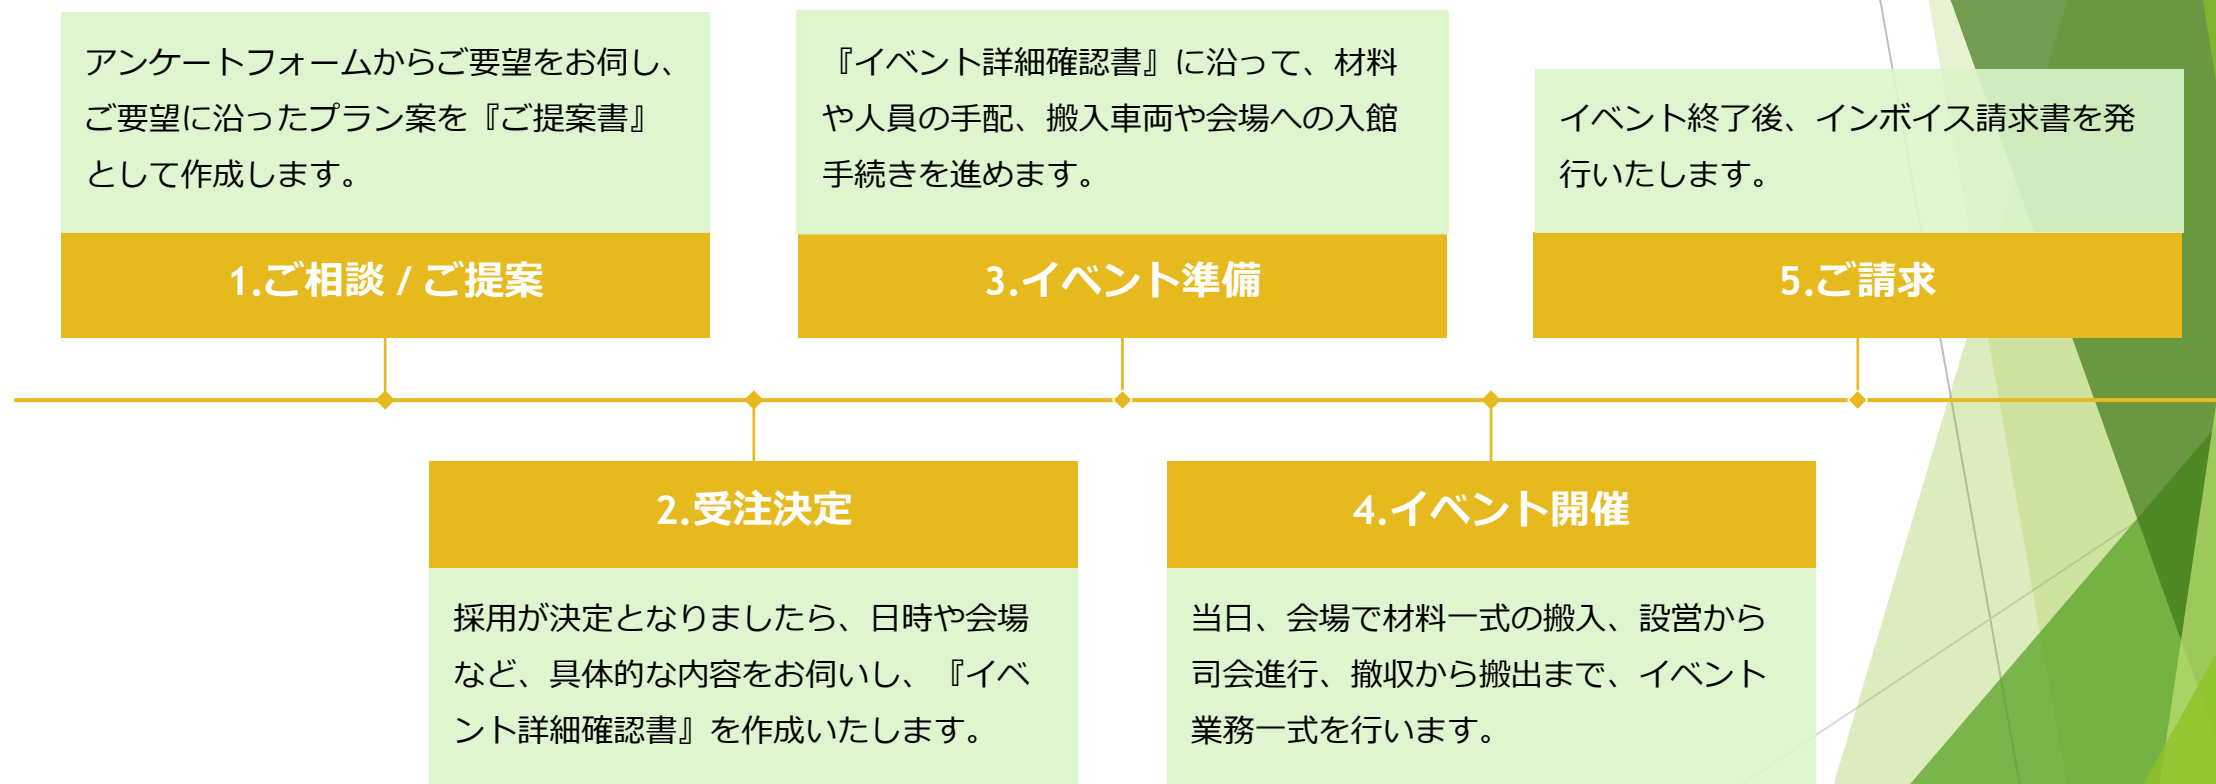 アンケートフォームからご要望をお伺し、
ご要望に沿ったプラン案を『ご提案書』
として作成します。
1.ご相談 / ご提案
採用が決定となりましたら、日時や会場
など、具体的な内容をお伺いし、『イベ
ント詳細確認書』を作成いたします。
2.受注決定
『イベント詳細確認書』に沿って、材料
や人員の手配、搬入車両や会場への入館
手続きを進めます。
3.イベント準備
4.イベント開催
当日、会場で材料一式の搬入、設営から
司会進行、撤収から搬出まで、イベント
業務一式を行います。
イベント終了後、インボイス請求書を発
行いたします。
5.ご請求